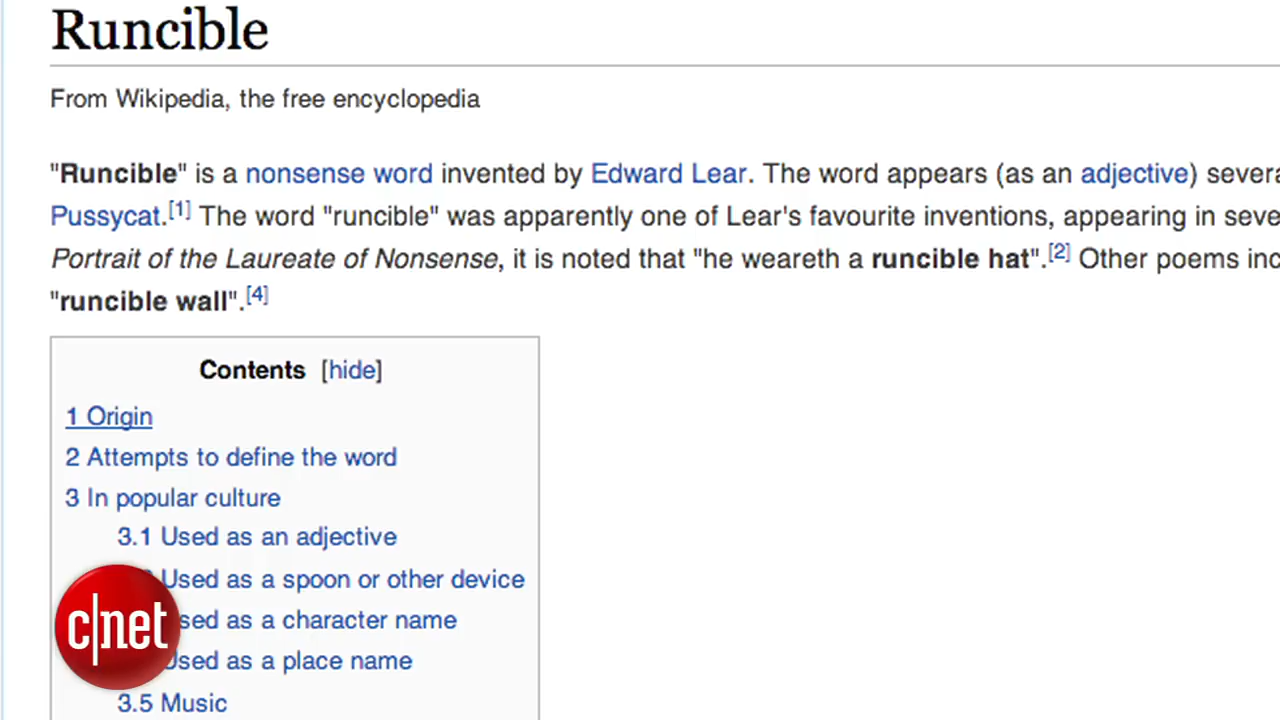 Runcible
From Wikipedia, the free encyclopedia
"Runcible" is a nonsense word invented by Edward Lear. The word appears (as an adjective)
Pussycat.[1] The word "runcible" was apparently one of Lear's favourite inventions, appearing in
Portrait of the Laureate of Nonsense, it is noted that "he weareth a runcible hat".[2] Other poems
"runcible wall".[4]
Contents [hide]
1 Origin
2 Attempts to define the word
3 In popular culture
3.1 Used as an adjective
Used as a spoon or other device
as a character name
Used as a place name
c|net
3.5 Music